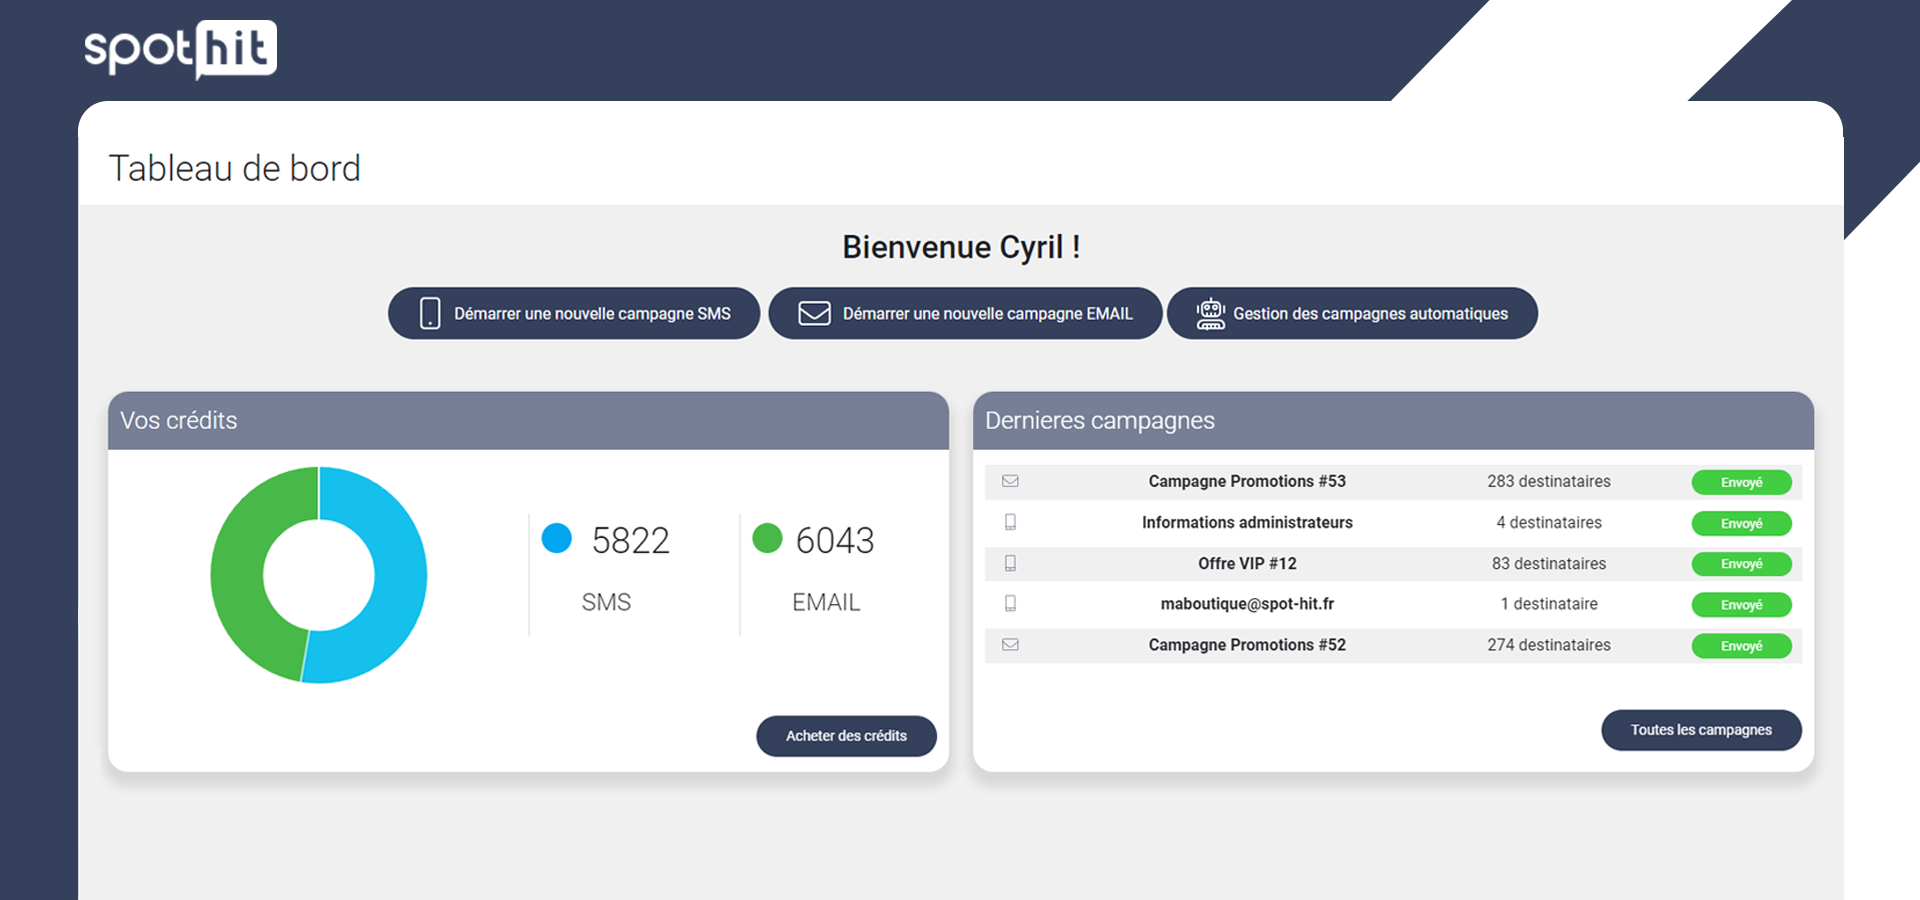 spothit
Tableau de bord
Bienvenue Cyril !
Démarrer une nouvelle campagne SMS
Démarrer une nouvelle campagne EMAIL
Gestion des campagnes automatiques
Vos crédits
5822
SMS
6043
EMAIL
Acheter des crédits
Dernieres campagnes
Campagne Promotions #53 283 destinataires Envoyé
Informations administrateurs 4 destinataires Envoyé
Offre VIP #12 83 destinataires Envoyé
maboutique@spot-hit.fr 1 destinataire Envoyé
Campagne Promotions #52 274 destinataires Envoyé
Toutes les campagnes